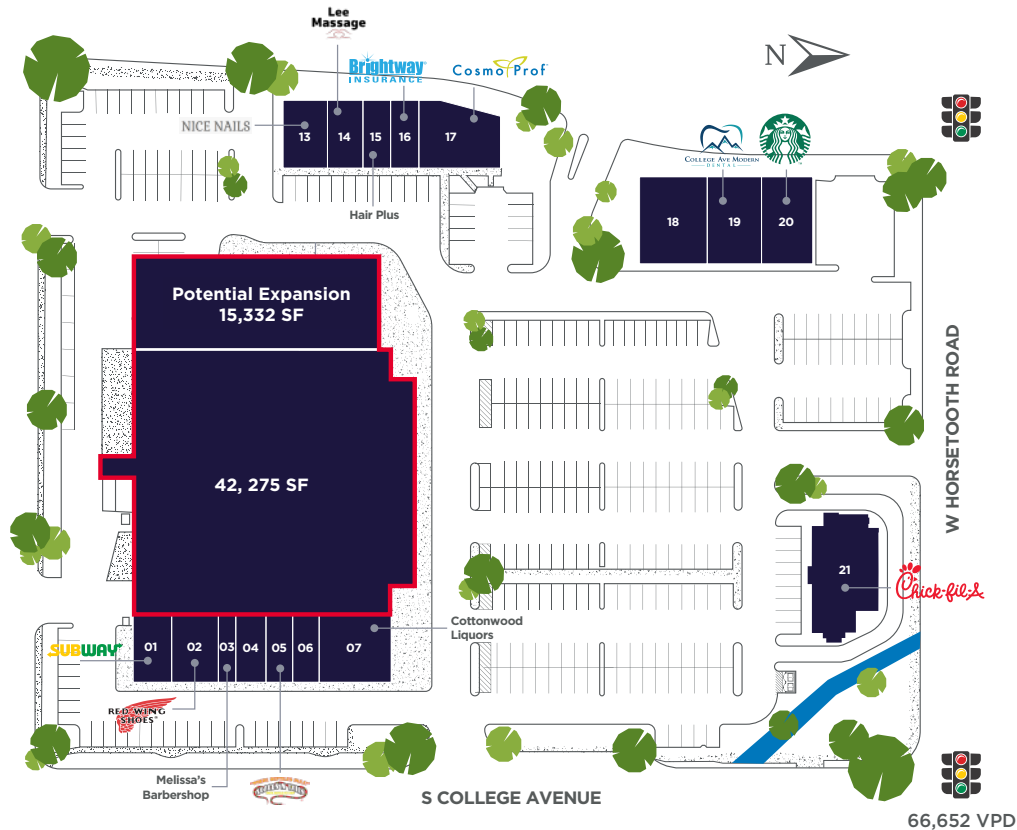 Lee
Massage
Brightway
INSURANCE
CosmoProf
N
NICE NAILS
13
14
15
16
17
Hair Plus
COLLEGE AVE MODERN
DENTAL
18
19
20
Potential Expansion
15,332 SF
42, 275 SF
W HORSETOOTH ROAD
21
Chick-fil-A
Cottonwood
Liquors
SUBWAY
01
02
03
04
05
06
07
RED WING
SHOES
Melissa's
Barbershop
S COLLEGE AVENUE
66,652 VPD